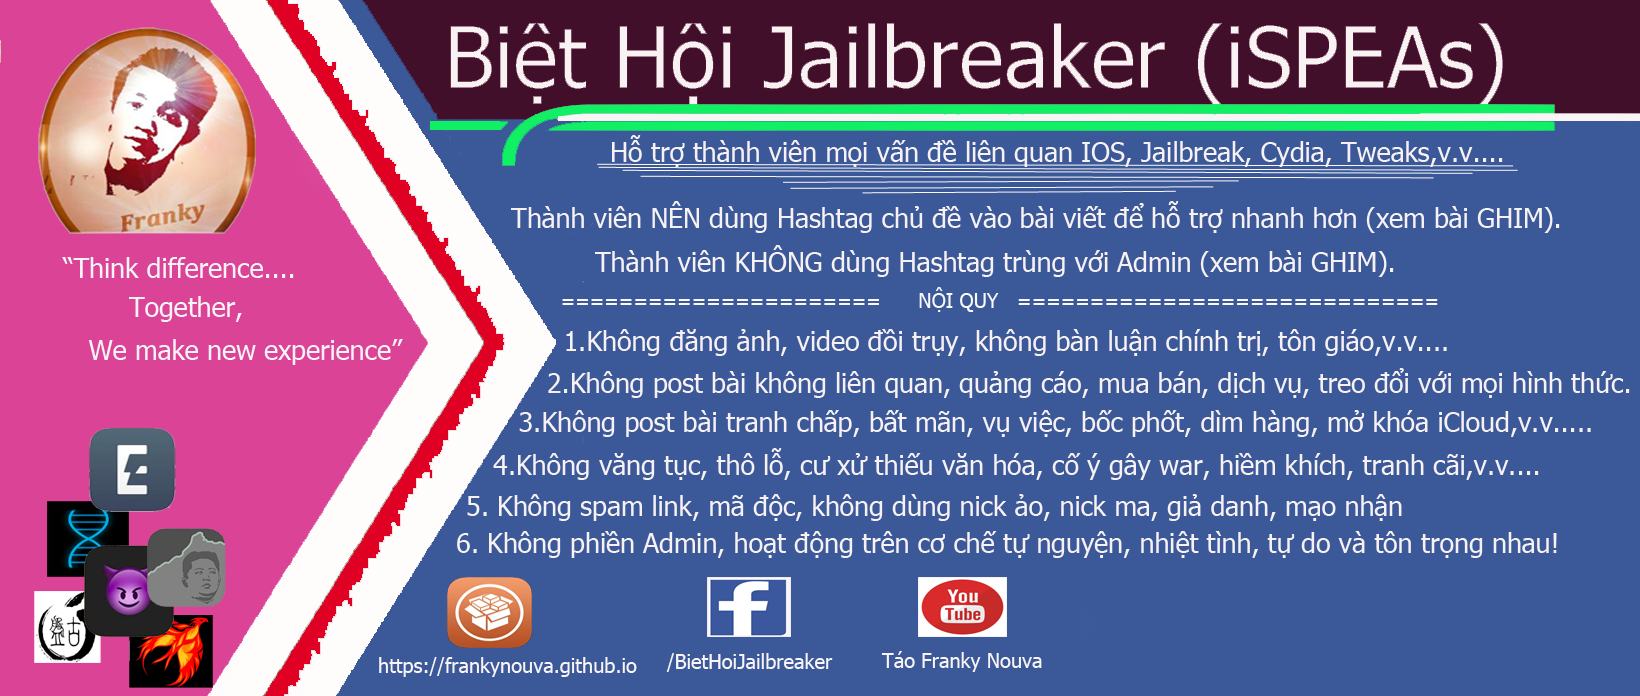 Biệt Hội Jailbreaker (iSPEAs)
Hỗ trợ thành viên mọi vấn đề liên quan IOS, Jailbreak, Cydia, Tweaks,v.v....
Thành viên NÊN dùng Hashtag chủ đề vào bài viết để hỗ trợ nhanh hơn (xem bài GHIM).
Thành viên KHÔNG dùng Hashtag trùng với Admin (xem bài GHIM).
====================== NỘI QUY =============================
1.Không đăng ảnh, video đồi trụy, không bàn luận chính trị, tôn giáo,v.v....
2.Không post bài không liên quan, quảng cáo, mua bán, dịch vụ, treo đổi với mọi hình thức.
3.Không post bài tranh chấp, bất mãn, vụ việc, bốc phốt, dìm hàng, mở khóa iCloud,v.v.....
4.Không văng tục, thô lỗ, cư xử thiếu văn hóa, cố ý gây war, hiềm khích, tranh cãi,v.v....
5. Không spam link, mã độc, không dùng nick ảo, nick ma, giả danh, mạo nhận
6. Không phiền Admin, hoạt động trên cơ chế tự nguyện, nhiệt tình, tự do và tôn trọng nhau!
Franky
“Think difference....
Together,
We make new experience”
f
You
Tube
https://frankynouva.github.io
/BietHoiJailbreaker
Táo Franky Nouva